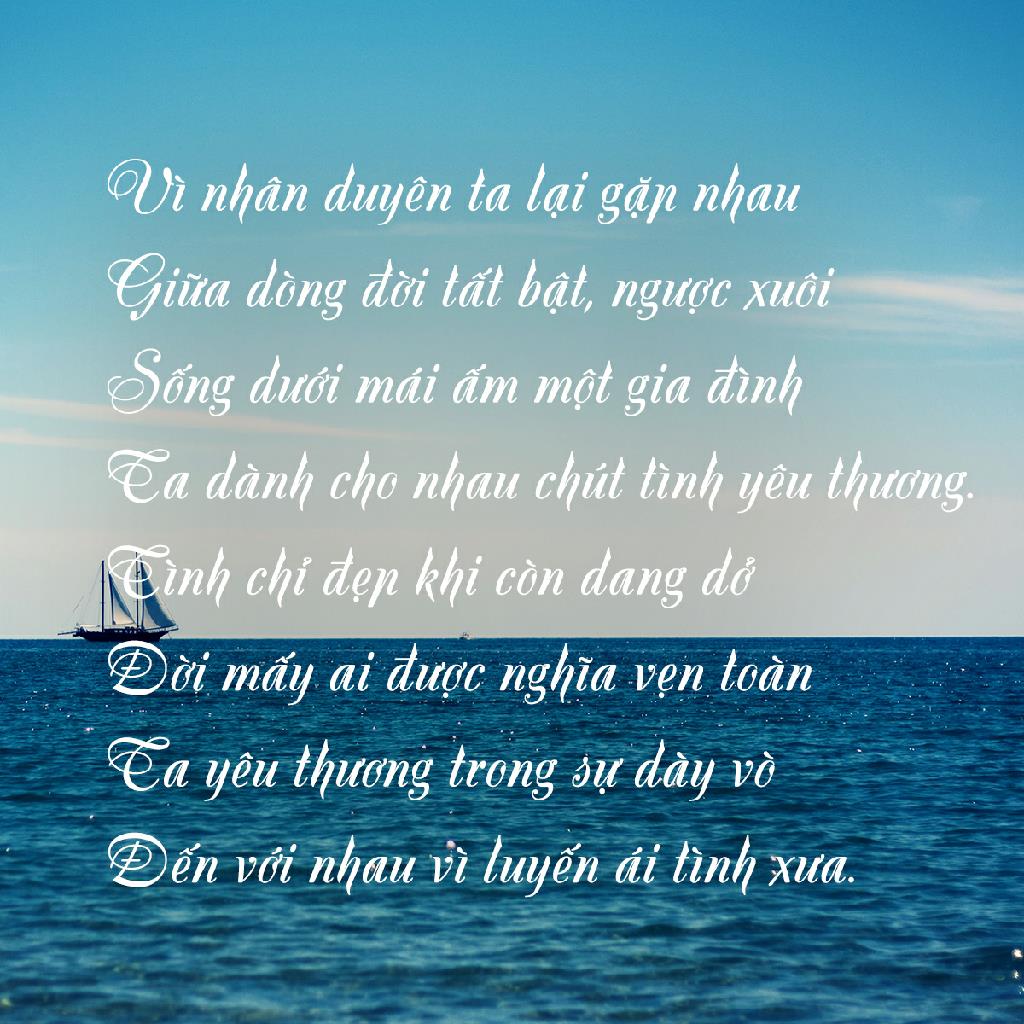 Vì nhân duyên ta lại gặp nhau
Giữa dòng đời tất bật, ngược xuôi
Sống dưới mái ấm một gia đình
Ta dành cho nhau chút tình yêu thương.
Tình chỉ đẹp khi còn dang dở
Đời mấy ai được nghĩa vẹn toàn
Ta yêu thương trong sự dày vò
Đến với nhau vì luyến ái tình xưa.